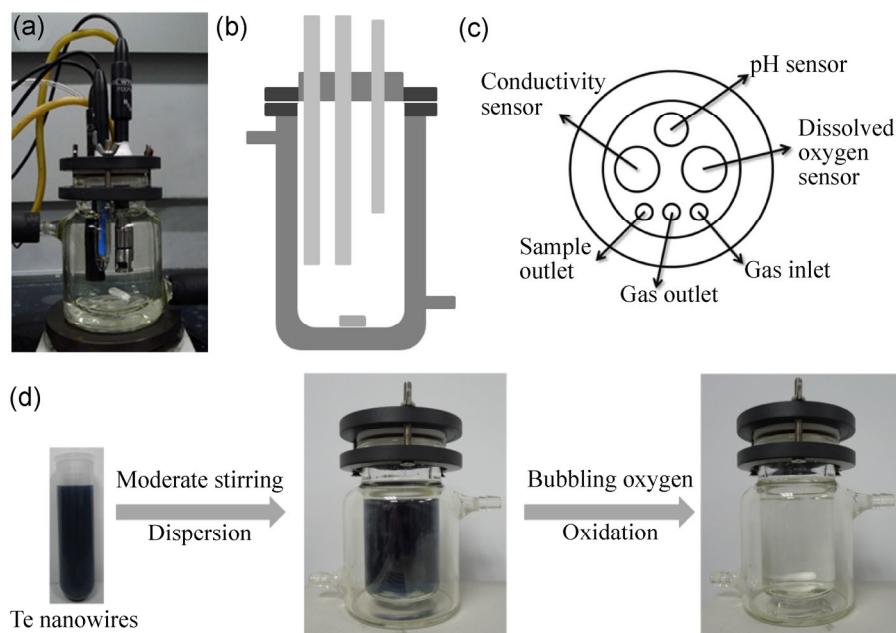 (a)
(b)
(c)
Conductivity
sensor
pH sensor
Dissolved
oxygen
sensor
Sample
outlet
Gas outlet
Gas inlet
(d)
Te nanowires
Moderate stirring
Dispersion
Bubbling oxygen
Oxidation